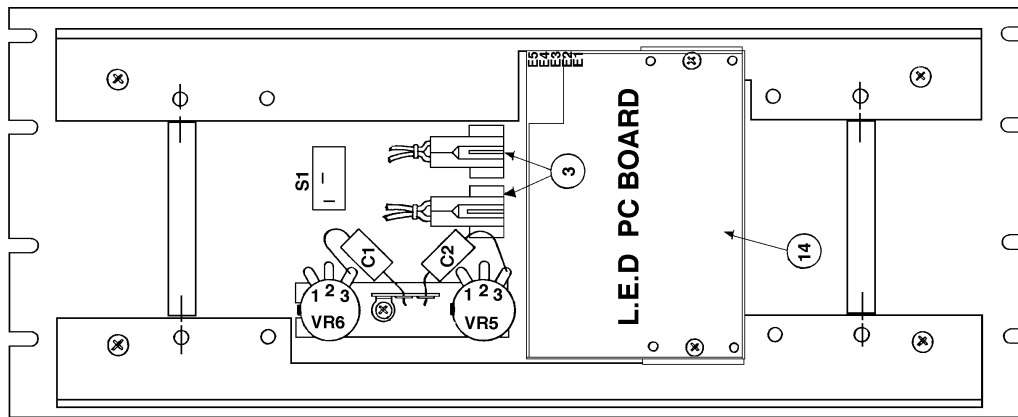 E5
E4
E3
E2
E1
L.E.D PC BOARD
S1
3
14
C1
C2
1 2 3
VR6
1 2 3
VR5